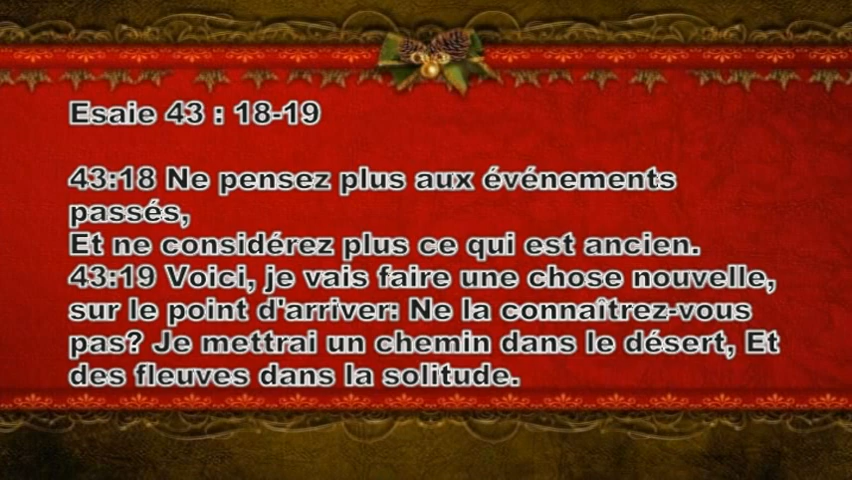 Esaie 43 : 18-19
43:18 Ne pensez plus aux événements
passés,
Et ne considérez plus ce qui est ancien.
43:19 Voici, je vais faire une chose nouvelle,
sur le point d'arriver: Ne la connaîtrez-vous
pas? Je mettrai un chemin dans le désert, Et
des fleuves dans la solitude.